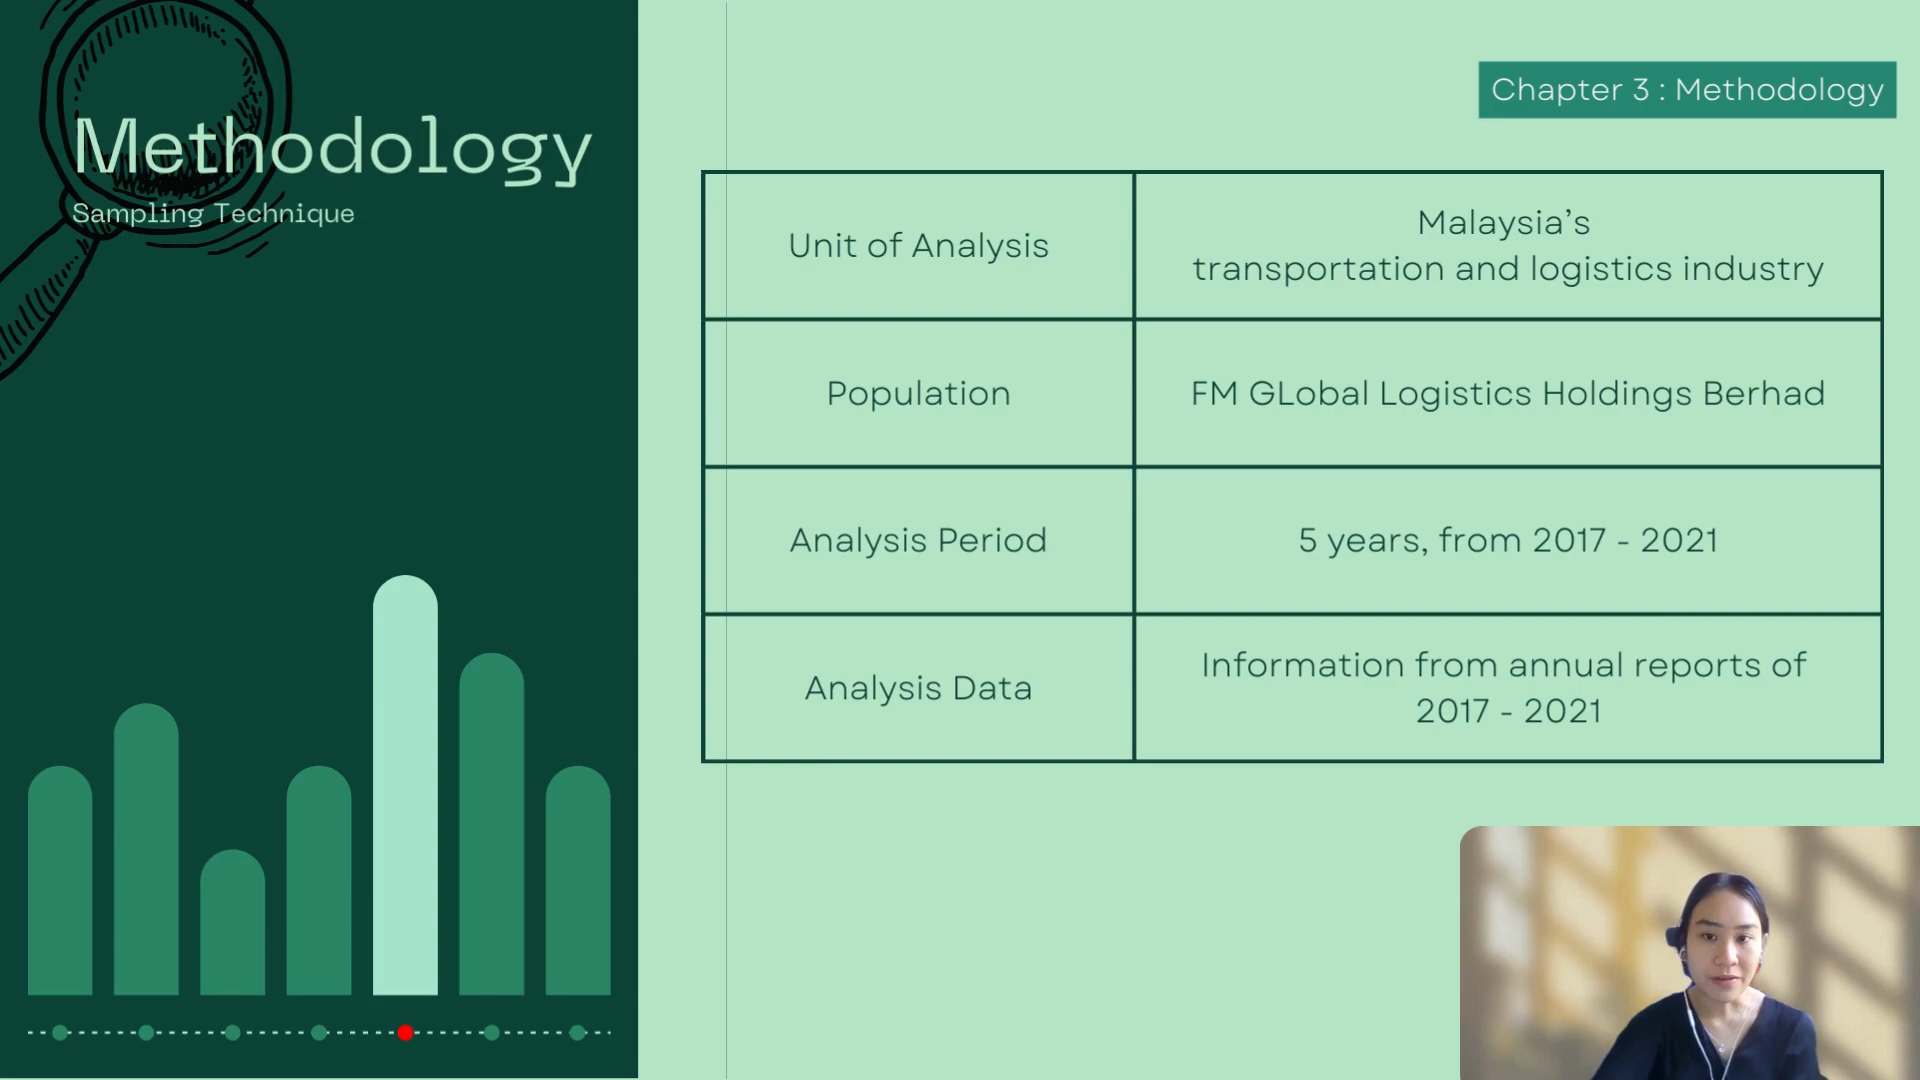 Methodology
Sampling Technique
Chapter 3 : Methodology
Unit of Analysis
Malaysia’s
transportation and logistics industry
Population
FM GLobal Logistics Holdings Berhad
Analysis Period
5 years, from 2017 - 2021
Analysis Data
Information from annual reports of
2017 - 2021